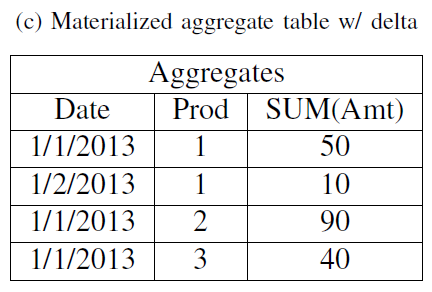 (c) Materialized aggregate table w/ delta
Aggregates
Date Prod SUM(Amt)
1/1/2013 1 50
1/2/2013 1 10
1/1/2013 2 90
1/1/2013 3 40